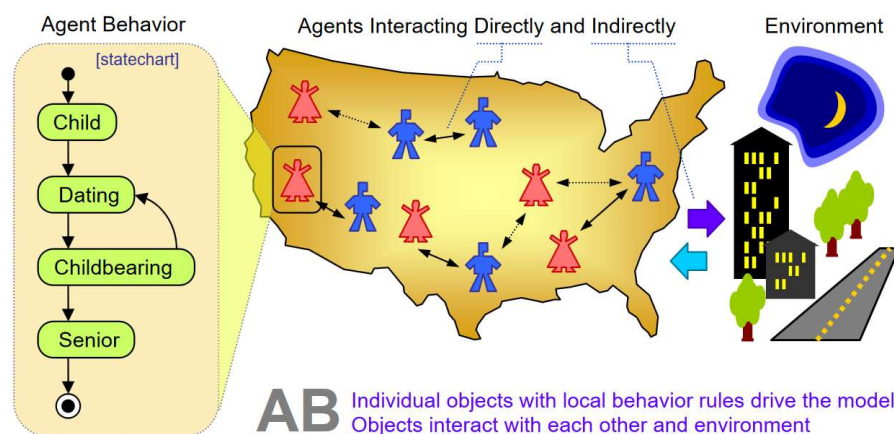 Agent Behavior
[statechart]
Child
Dating
Childbearing
Senior
Agents Interacting Directly and Indirectly
Environment
AB
Individual objects with local behavior rules drive the model
Objects interact with each other and environment